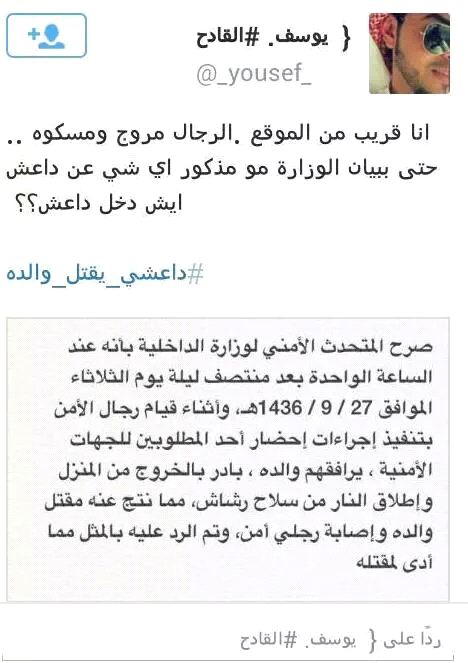 { يوسف. #القادح
@_yousef_
انا قريب من الموقع .الرجال مروج ومسكوه ..
حتى ببيان الوزارة مو مذكور اي شي عن داعش
ايش دخل داعش؟؟
#داعشي_يقتل_والده
صرح المتحدث الأمني لوزارة الداخلية بأنه عند
الساعة الواحدة بعد منتصف ليلة يوم الثلاثاء
الموافق 27 / 9 / 1436هـ، وأثناء قيام رجال الأمن
بتنفيذ إجراءات إحضار أحد المطلوبين للجهات
الأمنية ، يرافقهم والده ، بادر بالخروج من المنزل
وإطلاق النار من سلاح رشاش، مما نتج عنه مقتل
والده وإصابة رجلي أمن، وتم الرد عليه بالمثل مما
أدى لمقتله
ردًا على { يوسف. #القادح